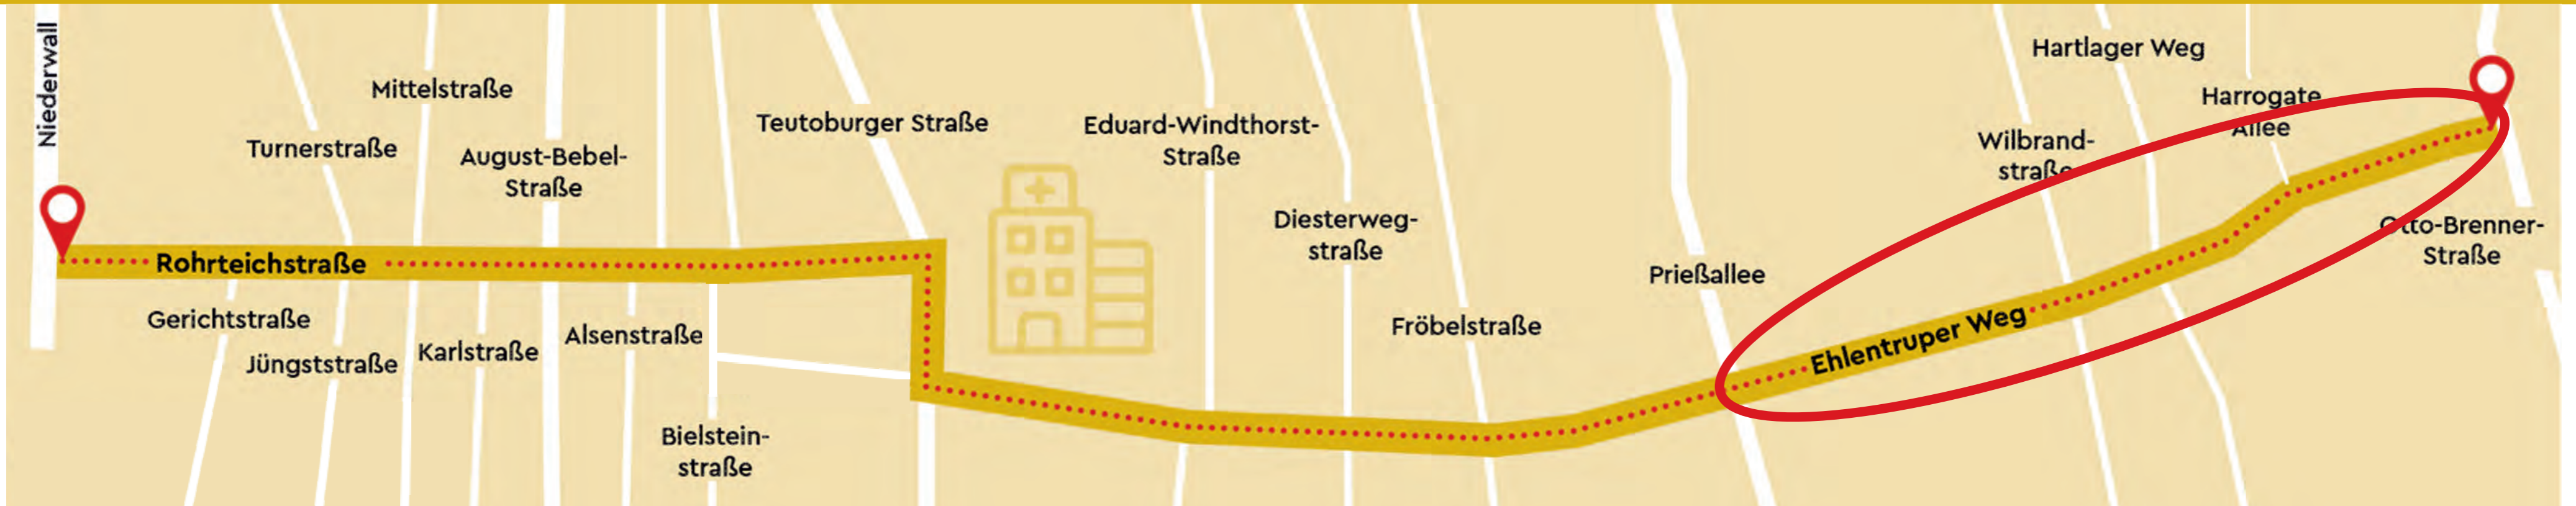 Niederwall
Turnerstraße
Mittelstraße
August-Bebel-
Straße
Teutoburger Straße
Eduard-Windthorst-
Straße
Diesterweg-
straße
Fröbelstraße
Prießallee
Wilbrand-
straße
Hartlager Weg
Harrogate
Allee
Otto-Brenner-
Straße
Rohrteichstraße
Gerichtstraße
Jüngststraße
Karlstraße
Alsenstraße
Bielstein-
straße
Ehlentruper Weg